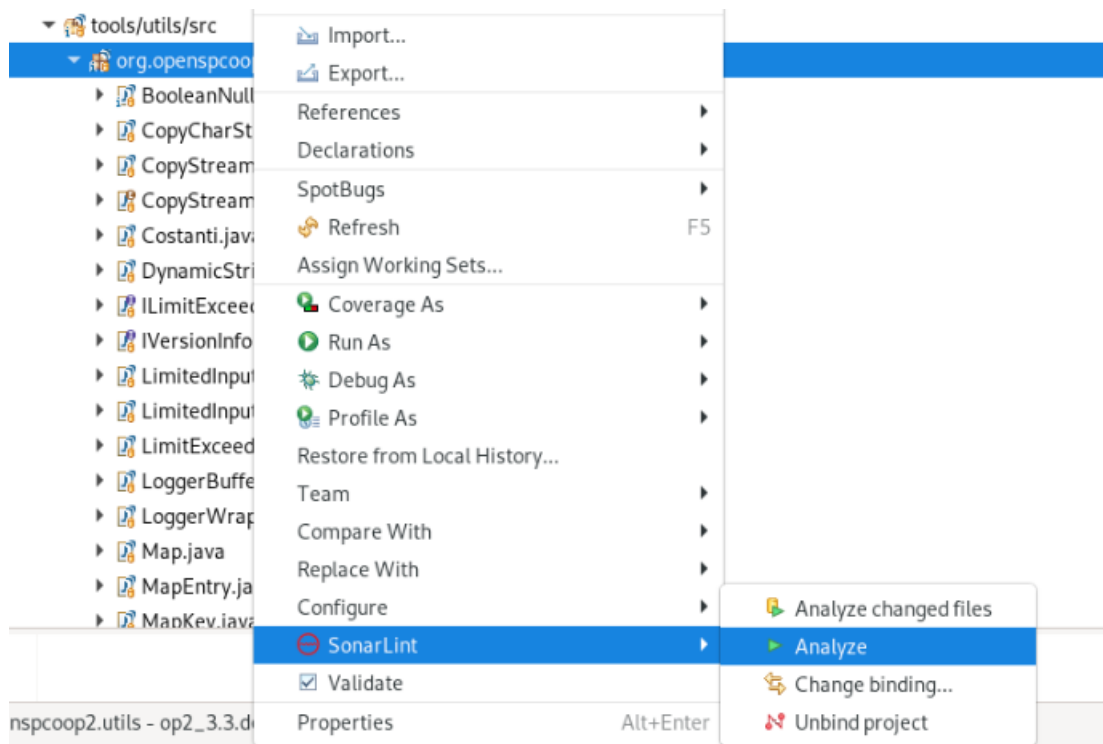 tools/utils/src
org.openspcoo
BooleanNull
CopyCharSt
CopyStream
CopyStream
Costanti.java
DynamicStri
ILimitExceed
IVersionInfo
LimitedInput
LimitedInput
LimitExceed
LoggerBuffe
LoggerWrap
Map.java
MapEntry.ja
MapKey.java
Import...
Export...
References
Declarations
SpotBugs
Refresh F5
Assign Working Sets...
Coverage As
Run As
Debug As
Profile As
Restore from Local History...
Team
Compare With
Replace With
Configure
SonarLint
Validate
Properties Alt+Enter
Analyze changed files
Analyze
Change binding...
Unbind project
nspcoop2.utils - op2_3.3.d